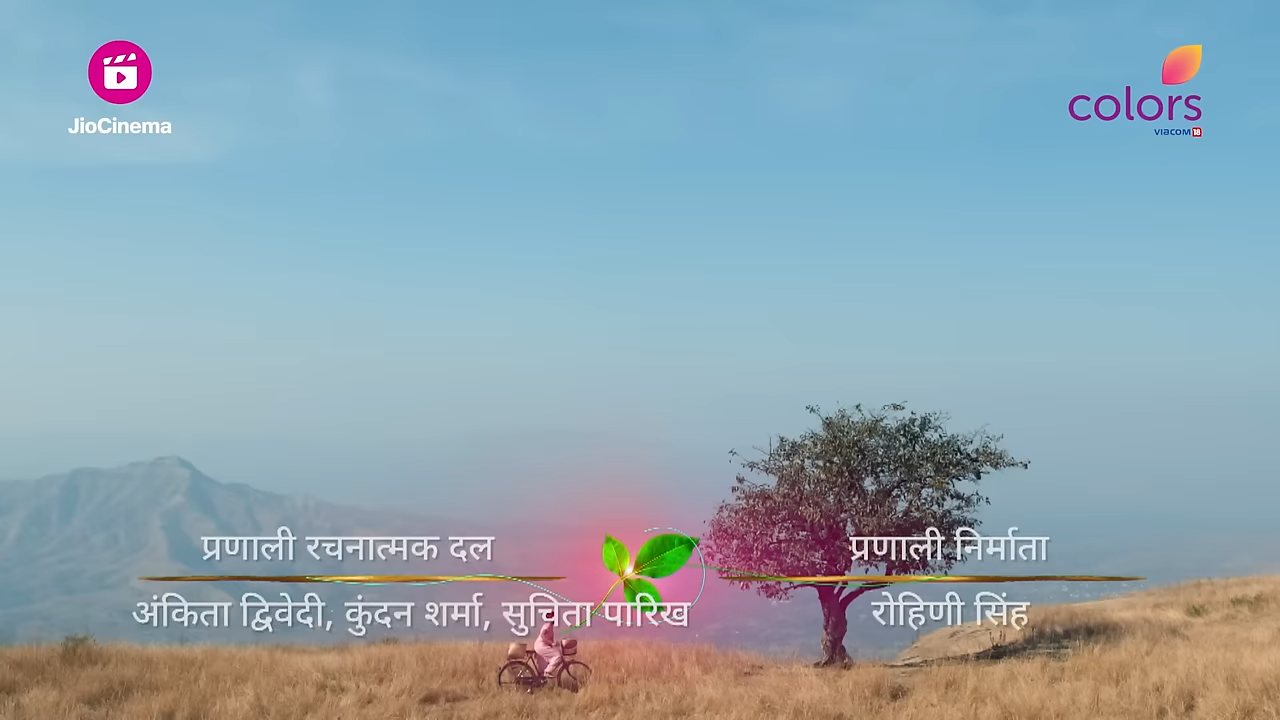 JioCinema
colors
VIACOM18
प्रणाली रचनात्मक दल
अंकिता द्विवेदी, कुंदन शर्मा, सुचिता पारिख
प्रणाली निर्माता
रोहिणी सिंह